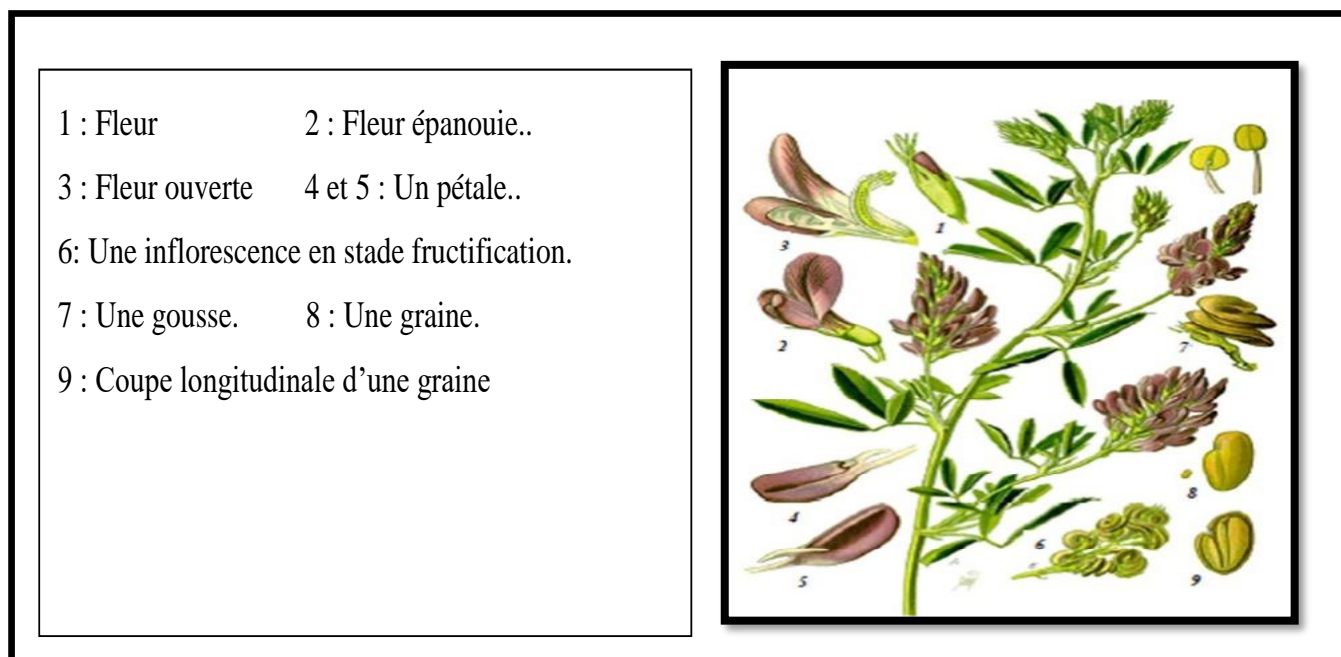 1 : Fleur 2 : Fleur épanouie..
3 : Fleur ouverte 4 et 5 : Un pétale..
6: Une inflorescence en stade fructification.
7 : Une gousse. 8 : Une graine.
9 : Coupe longitudinale d’une graine
1
3
2
7
4
8
6
5
9